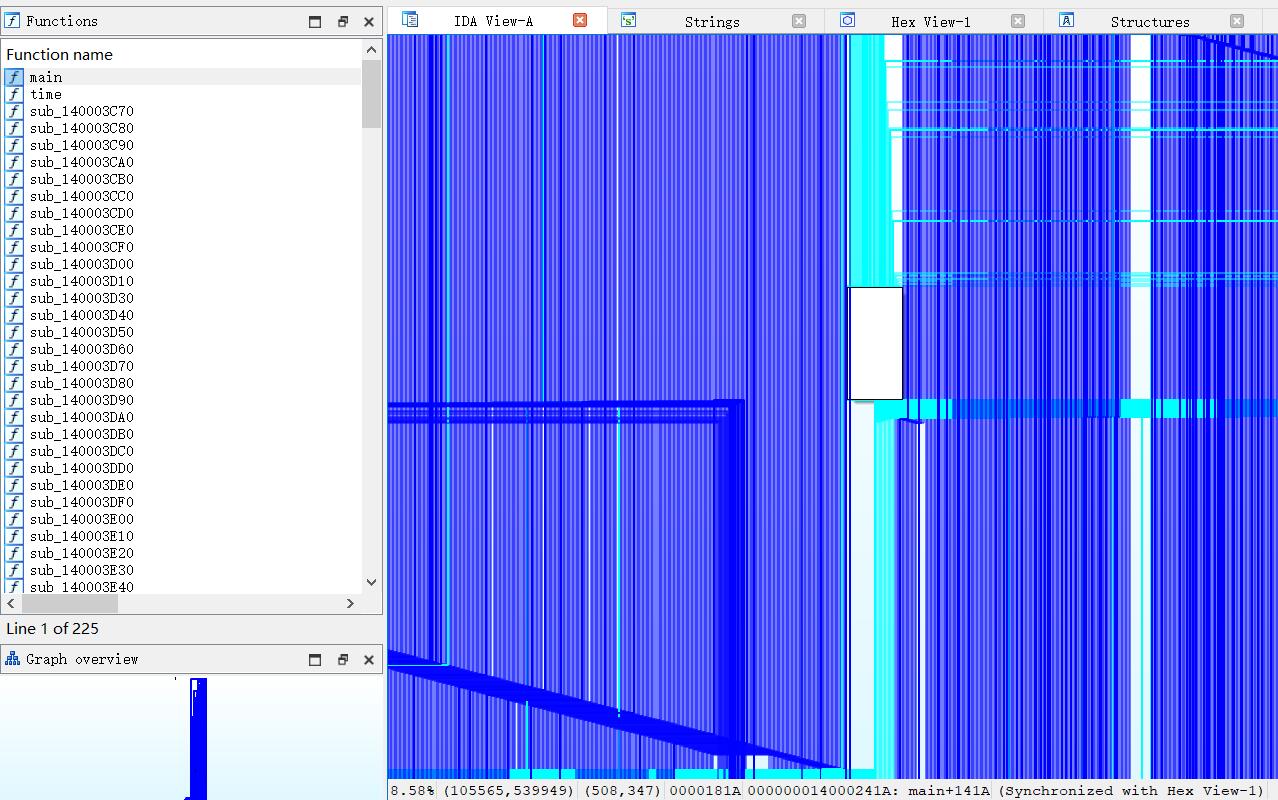 Functions
Function name
main
time
sub_140003C70
sub_140003C80
sub_140003C90
sub_140003CA0
sub_140003CB0
sub_140003CC0
sub_140003CD0
sub_140003CE0
sub_140003CF0
sub_140003D00
sub_140003D10
sub_140003D30
sub_140003D40
sub_140003D50
sub_140003D60
sub_140003D70
sub_140003D80
sub_140003D90
sub_140003DA0
sub_140003DB0
sub_140003DC0
sub_140003DD0
sub_140003DE0
sub_140003DF0
sub_140003E00
sub_140003E10
sub_140003E20
sub_140003E30
sub_140003E40
Line 1 of 225
Graph overview
IDA View-A
Strings
Hex View-1
Structures
8.58% (105565,539949) (508,347) 0000181A 000000014000241A: main+141A (Synchronized with Hex View-1)